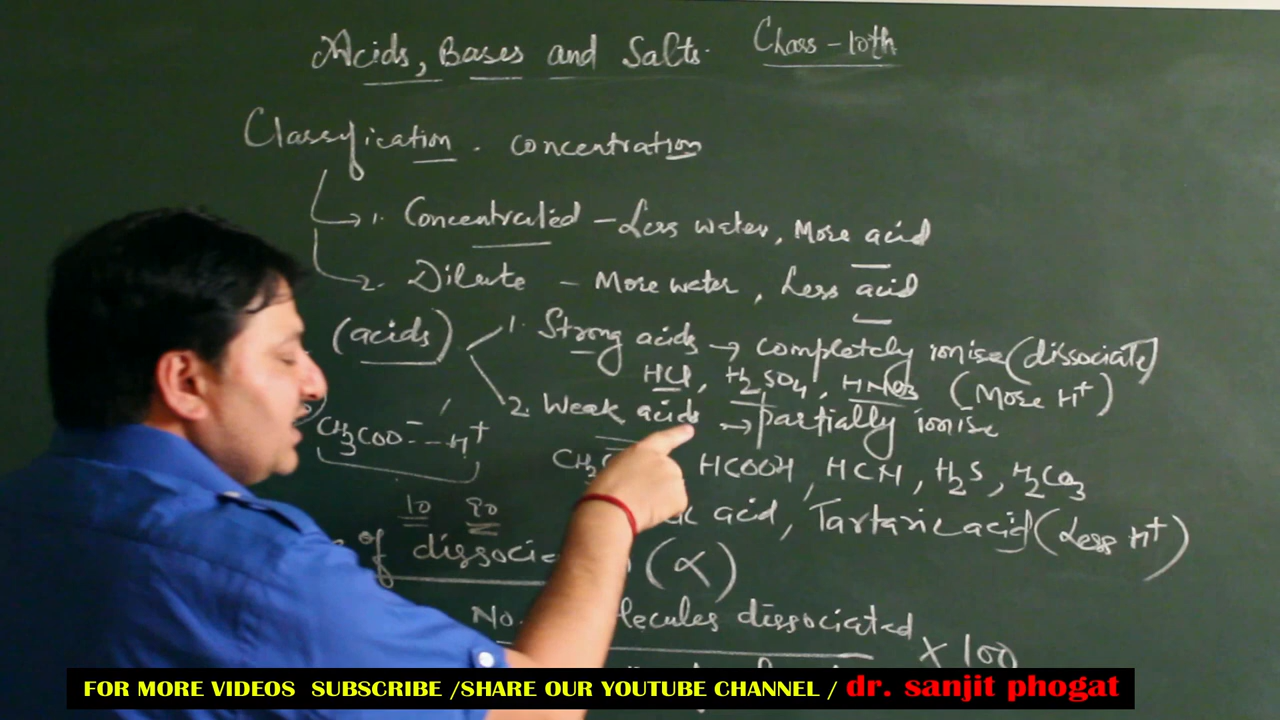 Acids, Bases and Salts. Class-10th
Classification. concentration
1. Concentrated - Less water, More acid
2. Dilute - More water, Less acid
(acids)
1. Strong acids → completely ionise (dissociate)
HCl, H2SO4, HNO3 (More H+)
2. Weak acids → partially ionise
CH3COO- -- H+
HCOOH, HCN, H2S, H2CO3
10 90
acid, Tartaric acid (Less H+)
of (α)
No. dissociated
× 100
FOR MORE VIDEOS SUBSCRIBE /SHARE OUR YOUTUBE CHANNEL / dr. sanjit phogat